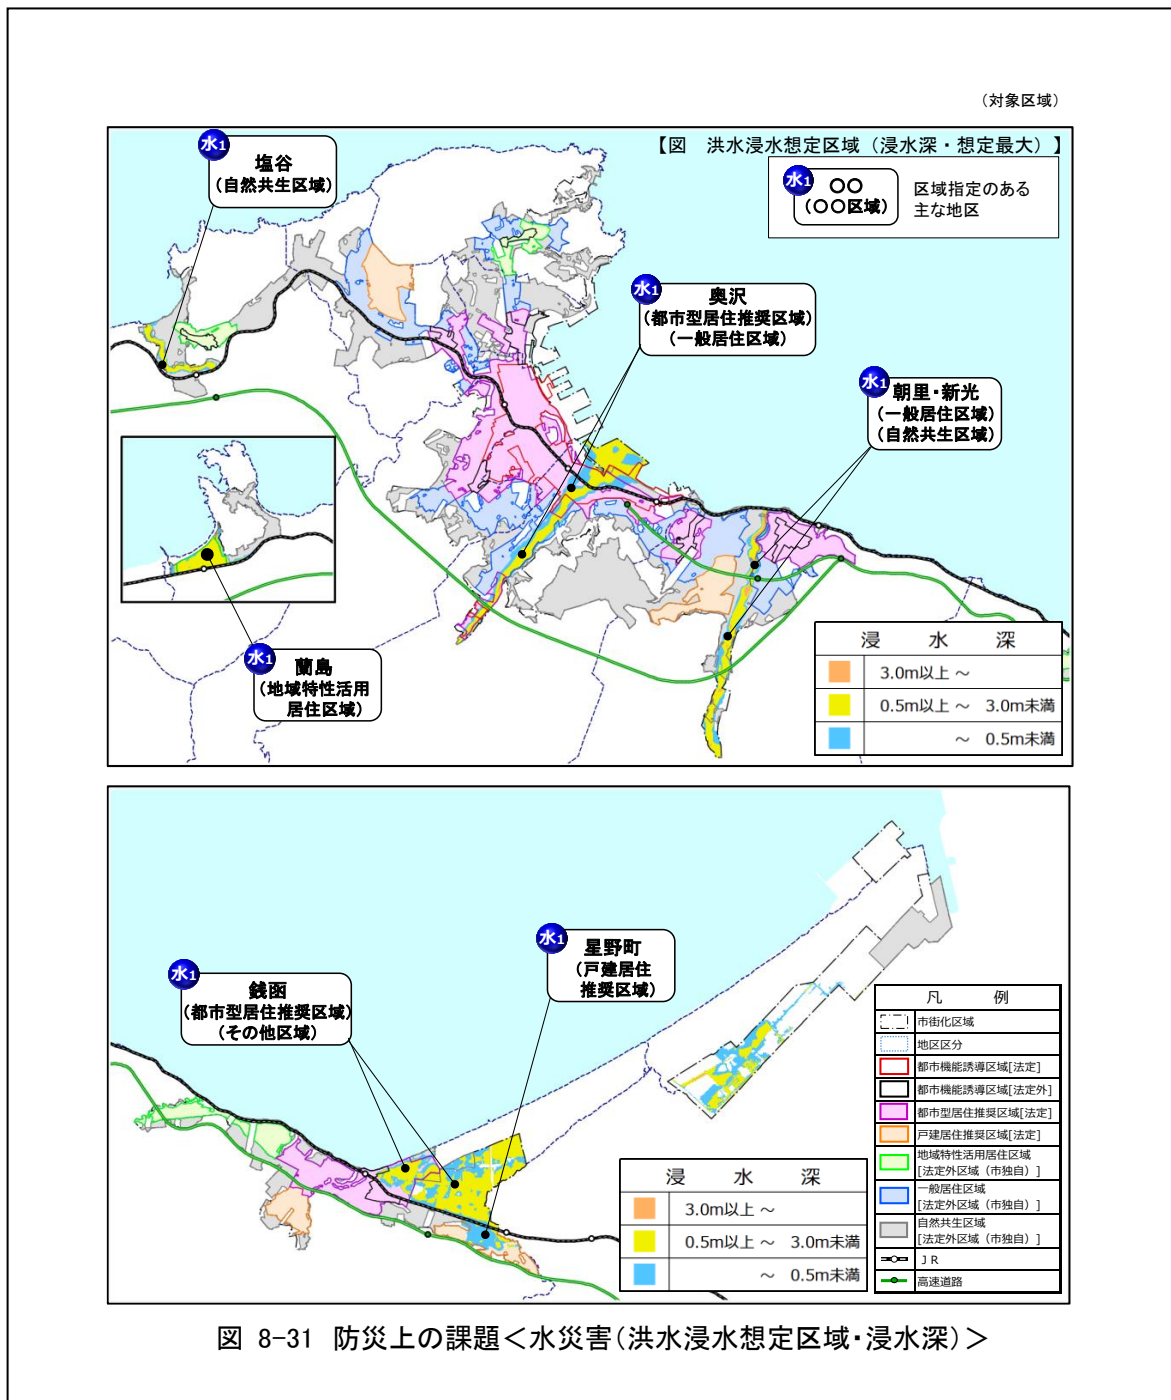 （対象区域）
【図　洪水浸水想定区域（浸水深・想定最大）】
水1
塩谷
（自然共生区域）
水1
〇〇
（〇〇区域）
区域指定のある
主な地区
水1
奥沢
（都市型居住推奨区域）
（一般居住区域）
水1
朝里・新光
（一般居住区域）
（自然共生区域）
水1
蘭島
（地域特性活用
居住区域）
浸　水　深
3.0m以上 ～
0.5m以上 ～ 3.0m未満
～ 0.5m未満
水1
星野町
（戸建居住
推奨区域）
水1
銭函
（都市型居住推奨区域）
（その他区域）
浸　水　深
3.0m以上 ～
0.5m以上 ～ 3.0m未満
～ 0.5m未満
凡　例
市街化区域
地区区分
都市機能誘導区域[法定]
都市機能誘導区域[法定外]
都市型居住推奨区域[法定]
戸建居住推奨区域[法定]
地域特性活用居住区域
[法定外区域（市独自）]
一般居住区域
[法定外区域（市独自）]
自然共生区域
[法定外区域（市独自）]
ＪＲ
高速道路
図 8-31 防災上の課題＜水災害（洪水浸水想定区域・浸水深）＞